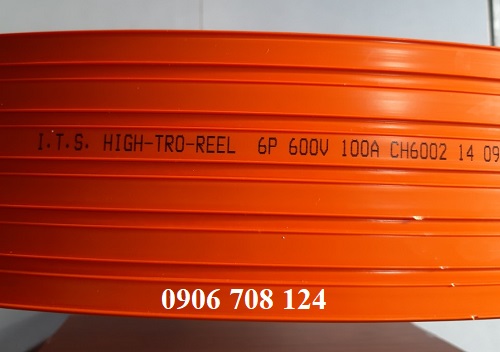 I.T.S. HIGH-TRO-REEL 6P 600V 100A CH6002 14 09
0906 708 124